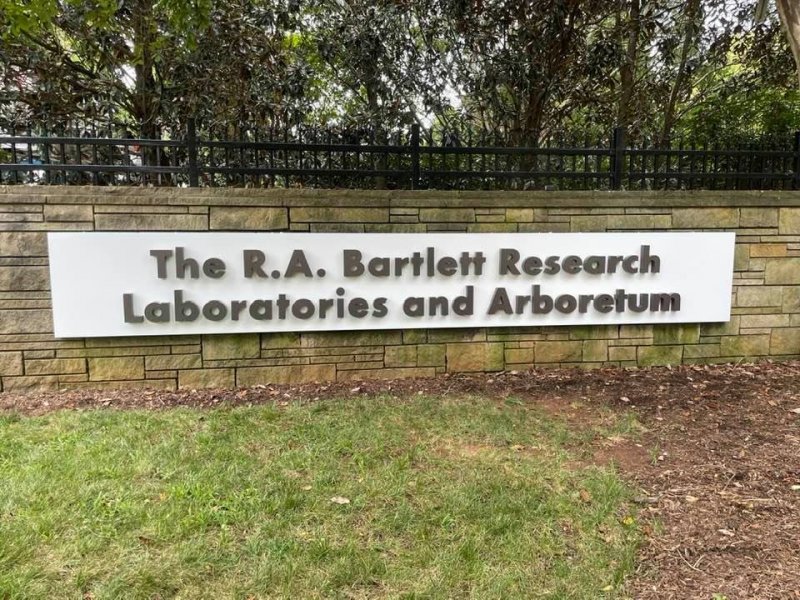 The R.A. Bartlett Research
Laboratories and Arboretum